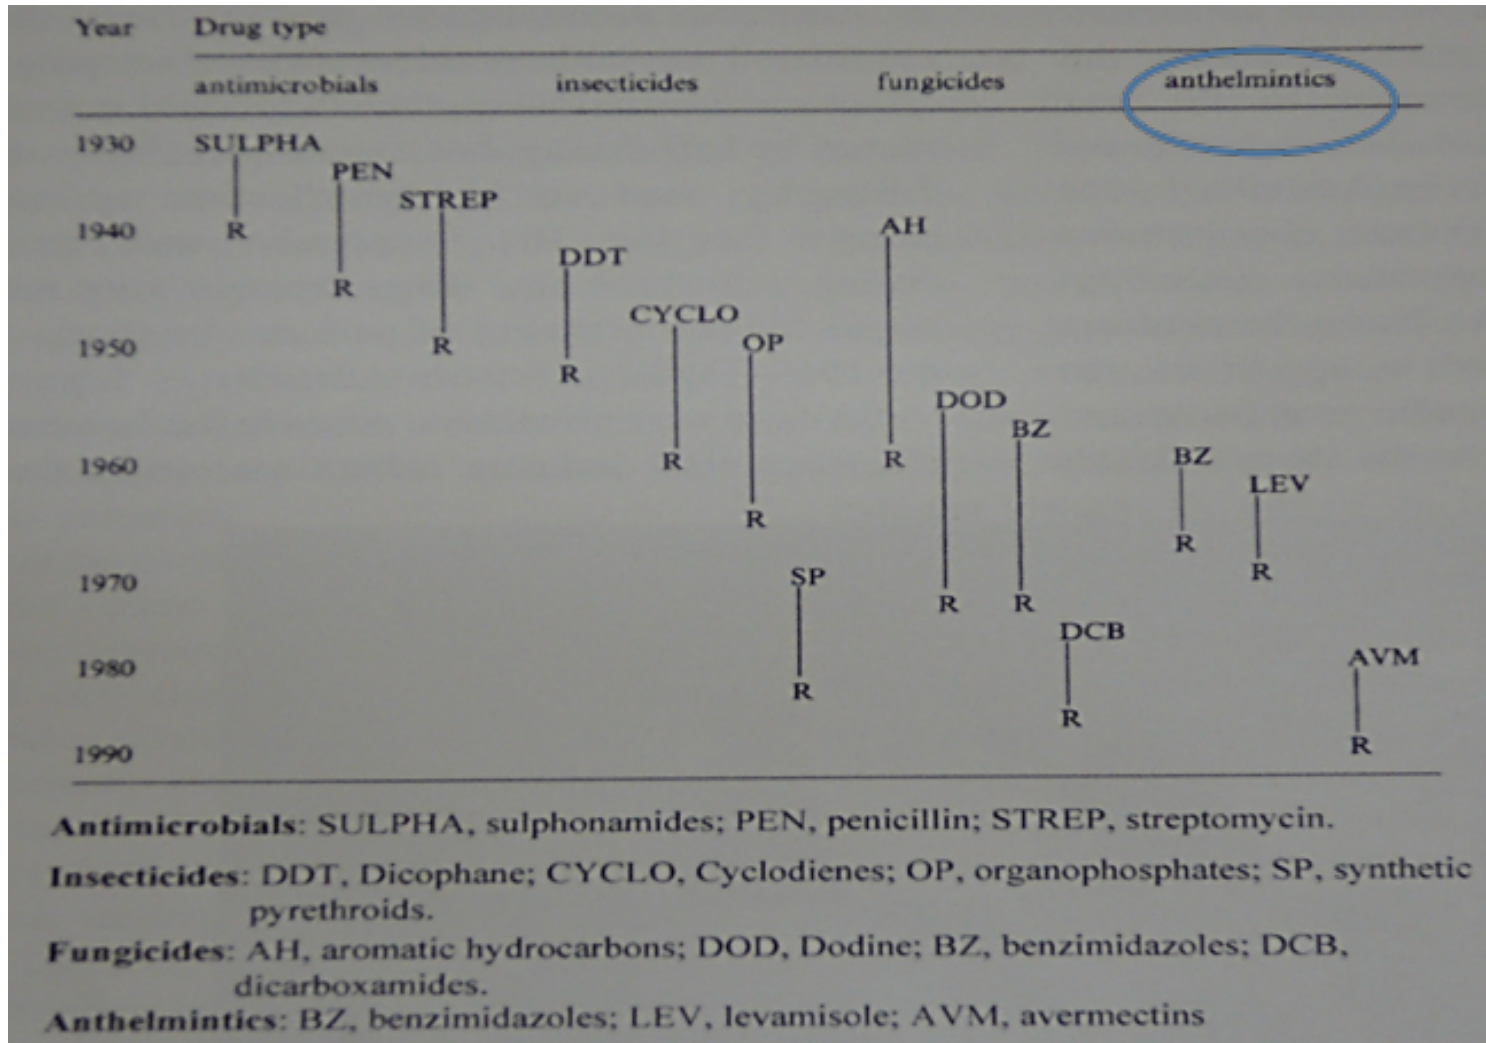 Year Drug type
antimicrobials insecticides fungicides anthelmintics
1930 SULPHA
PEN
STREP
1940 R AH
DDT
R
CYCLO
1950 R OP
R
DOD
BZ
1960 R R BZ
LEV
R
R
1970 SP R
R R
DCB
1980 AVM
R
R
1990 R
Antimicrobials: SULPHA, sulphonamides; PEN, penicillin; STREP, streptomycin.
Insecticides: DDT, Dicophane; CYCLO, Cyclodienes; OP, organophosphates; SP, synthetic
pyrethroids.
Fungicides: AH, aromatic hydrocarbons; DOD, Dodine; BZ, benzimidazoles; DCB,
dicarboxamides.
Anthelmintics: BZ, benzimidazoles; LEV, levamisole; AVM, avermectins